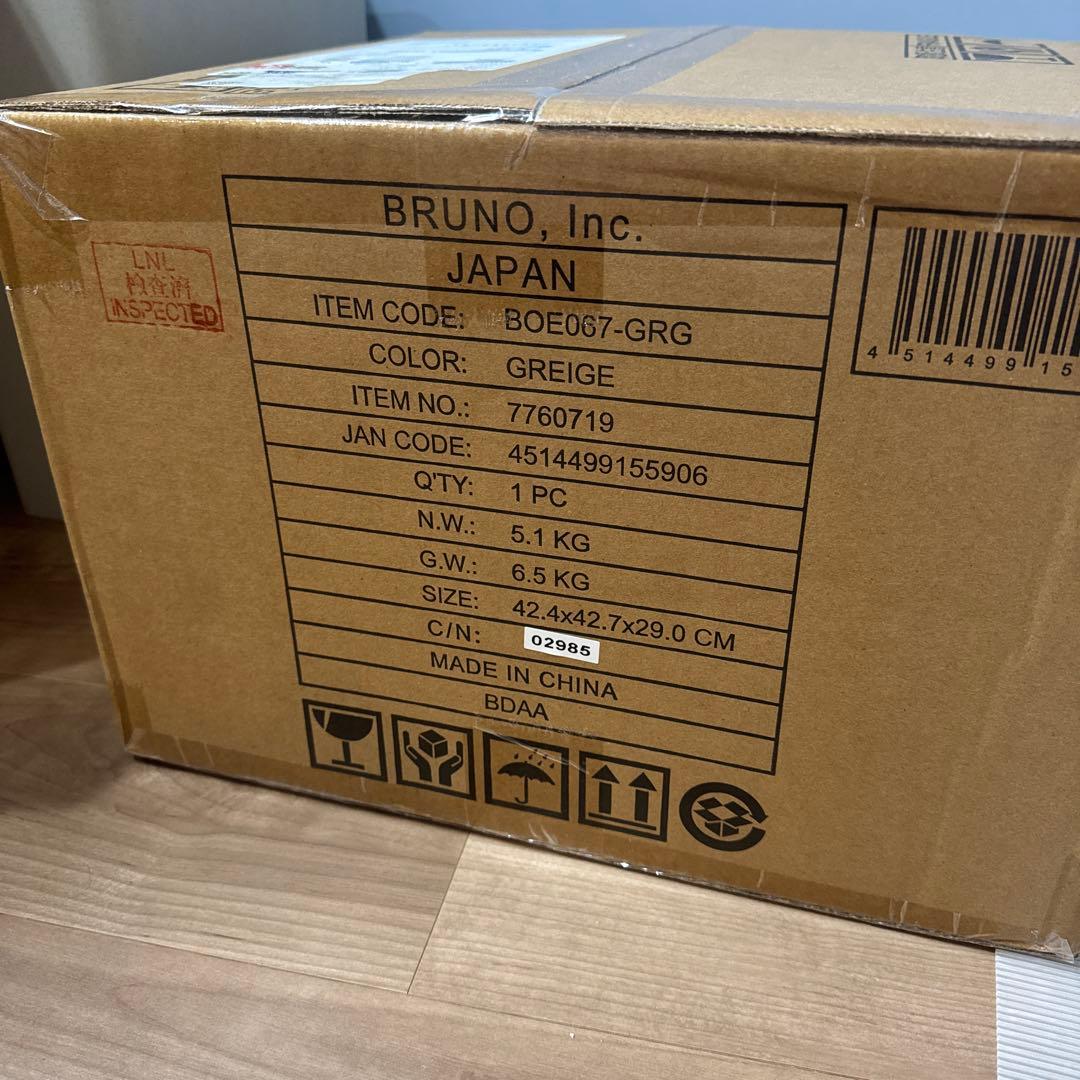 BRUNO, Inc.
JAPAN
ITEM CODE: BOE067-GRG
COLOR: GREIGE
ITEM NO.: 7760719
JAN CODE: 4514499155906
Q'TY: 1 PC
N.W.: 5.1 KG
G.W.: 6.5 KG
SIZE: 42.4x42.7x29.0 CM
C/N: 02985
MADE IN CHINA
BDAA
LNL
検査済
INSPECTED
4 514499 15